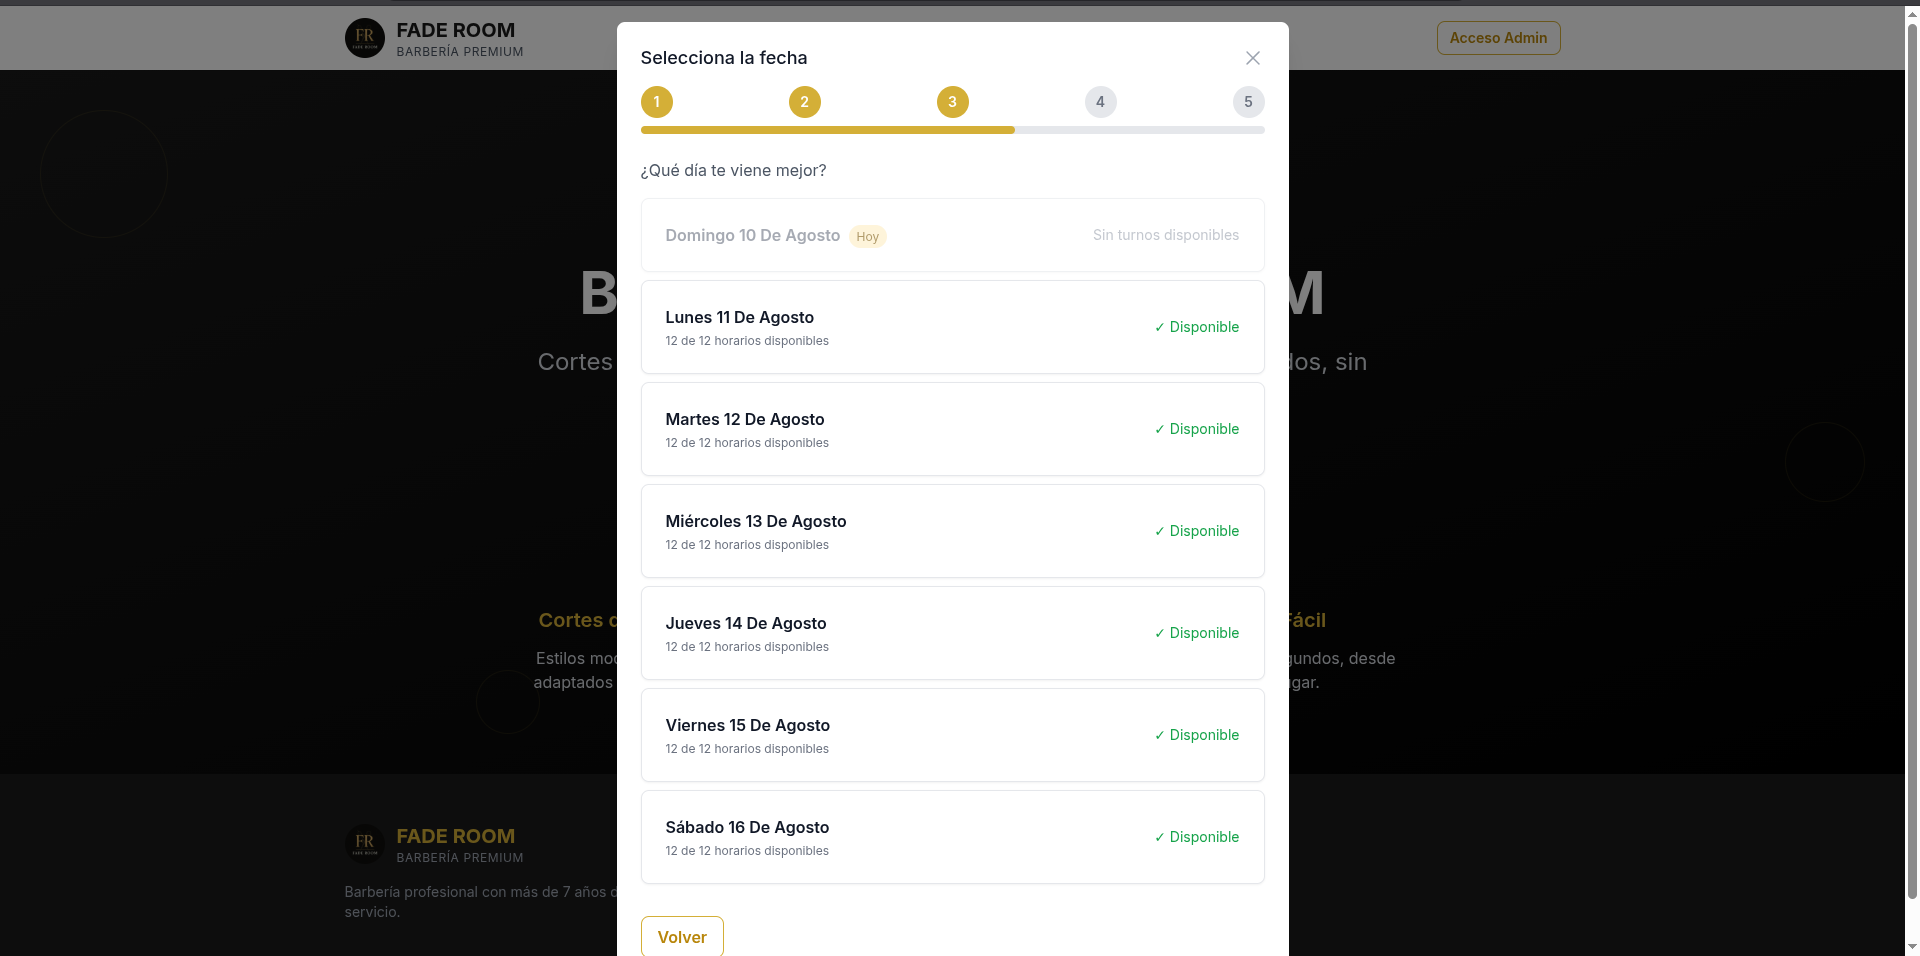 FADE ROOM
BARBERÍA PREMIUM
Acceso Admin
Selecciona la fecha
1 2 3 4 5
¿Qué día te viene mejor?
Domingo 10 De Agosto Hoy Sin turnos disponibles
Lunes 11 De Agosto
12 de 12 horarios disponibles
✓ Disponible
Martes 12 De Agosto
12 de 12 horarios disponibles
✓ Disponible
Miércoles 13 De Agosto
12 de 12 horarios disponibles
✓ Disponible
Jueves 14 De Agosto
12 de 12 horarios disponibles
✓ Disponible
Viernes 15 De Agosto
12 de 12 horarios disponibles
✓ Disponible
Sábado 16 De Agosto
12 de 12 horarios disponibles
✓ Disponible
Volver
B M
Cortes dos, sin
Cortes Fácil
Estilos gundos, desde
adaptados gar.
FR
FADE ROOM
FADE ROOM
BARBERÍA PREMIUM
Barbería profesional con más de 7 años d
servicio.